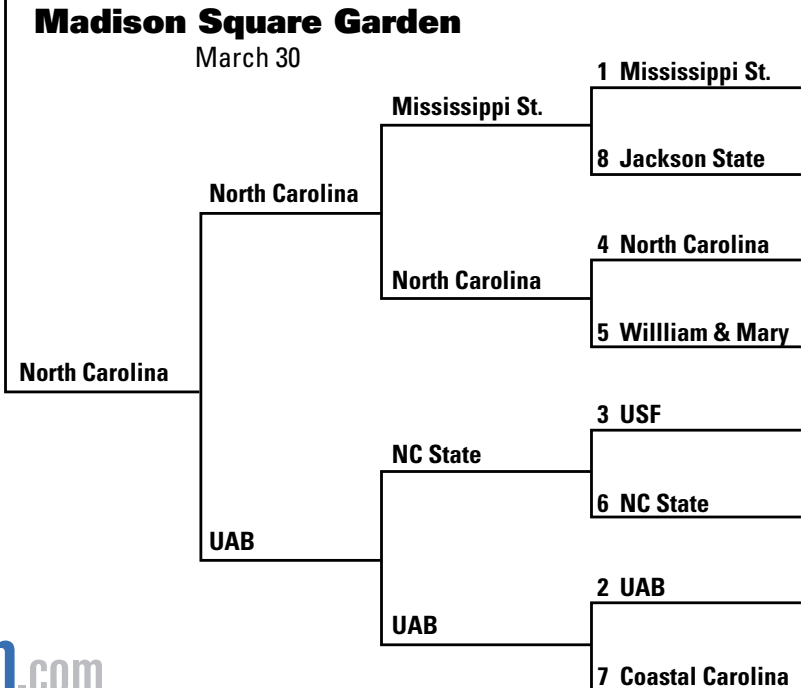 Madison Square Garden
March 30
1 Mississippi St.
Mississippi St.
8 Jackson State
North Carolina
4 North Carolina
North Carolina
5 Willliam & Mary
North Carolina
3 USF
NC State
6 NC State
UAB
2 UAB
UAB
7 Coastal Carolina
.com